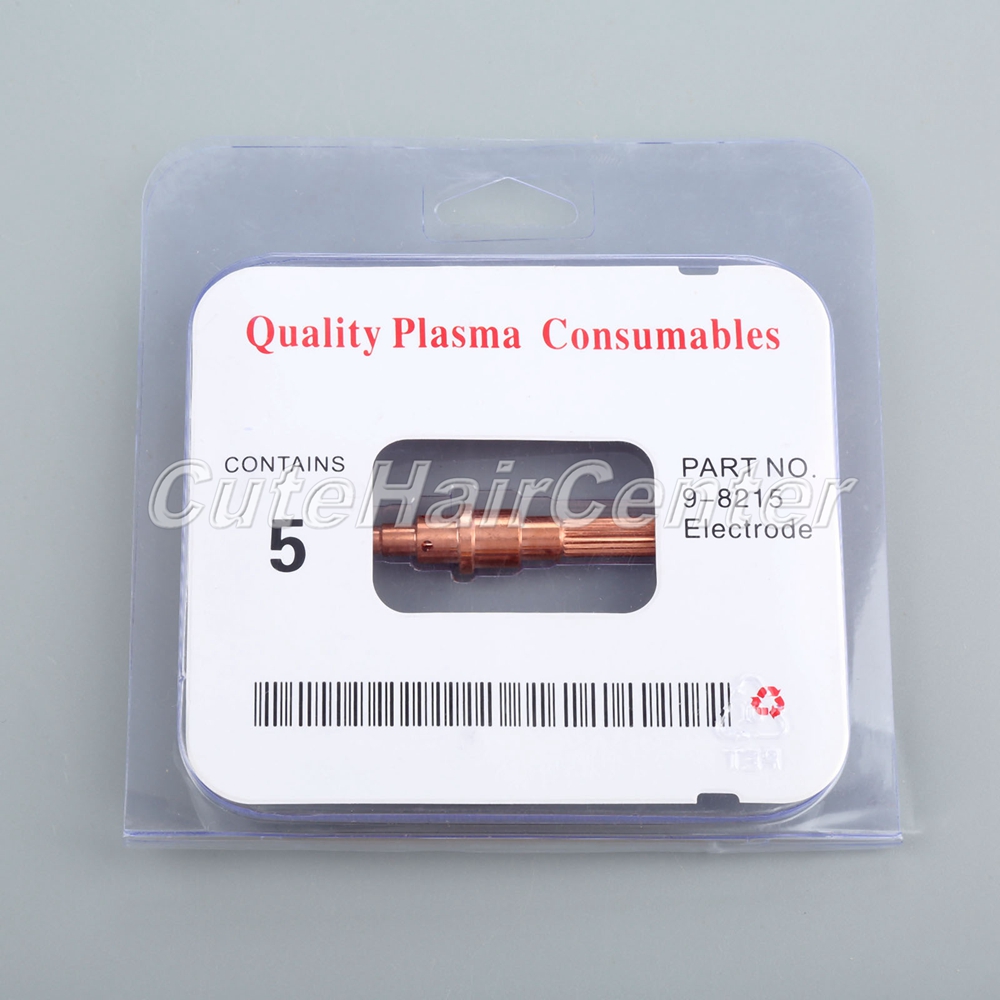 Quality Plasma Consumables
CONTAINS
5
PART NO.
9-8215
Electrode
CuteHairCenter